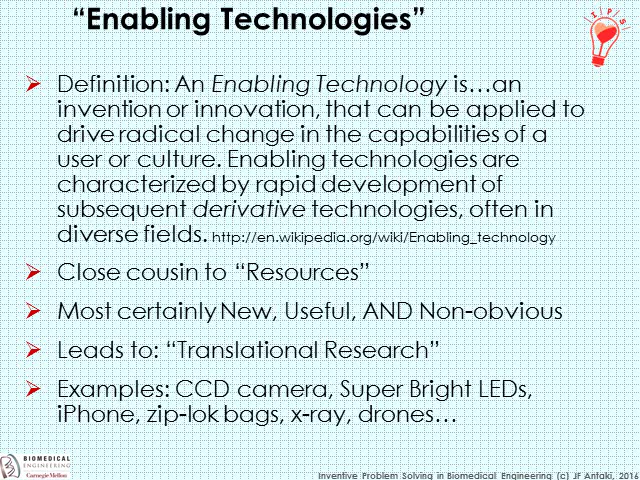 “Enabling Technologies”
I P S
Definition: An Enabling Technology is…an
invention or innovation, that can be applied to
drive radical change in the capabilities of a
user or culture. Enabling technologies are
characterized by rapid development of
subsequent derivative technologies, often in
diverse fields. http://en.wikipedia.org/wiki/Enabling_technology
Close cousin to “Resources”
Most certainly New, Useful, AND Non-obvious
Leads to: “Translational Research”
Examples: CCD camera, Super Bright LEDs,
iPhone, zip-lok bags, x-ray, drones…
BIOMEDICAL
ENGINEERING
Carnegie Mellon
Inventive Problem Solving in Biomedical Engineering (c) JF Antaki, 2016